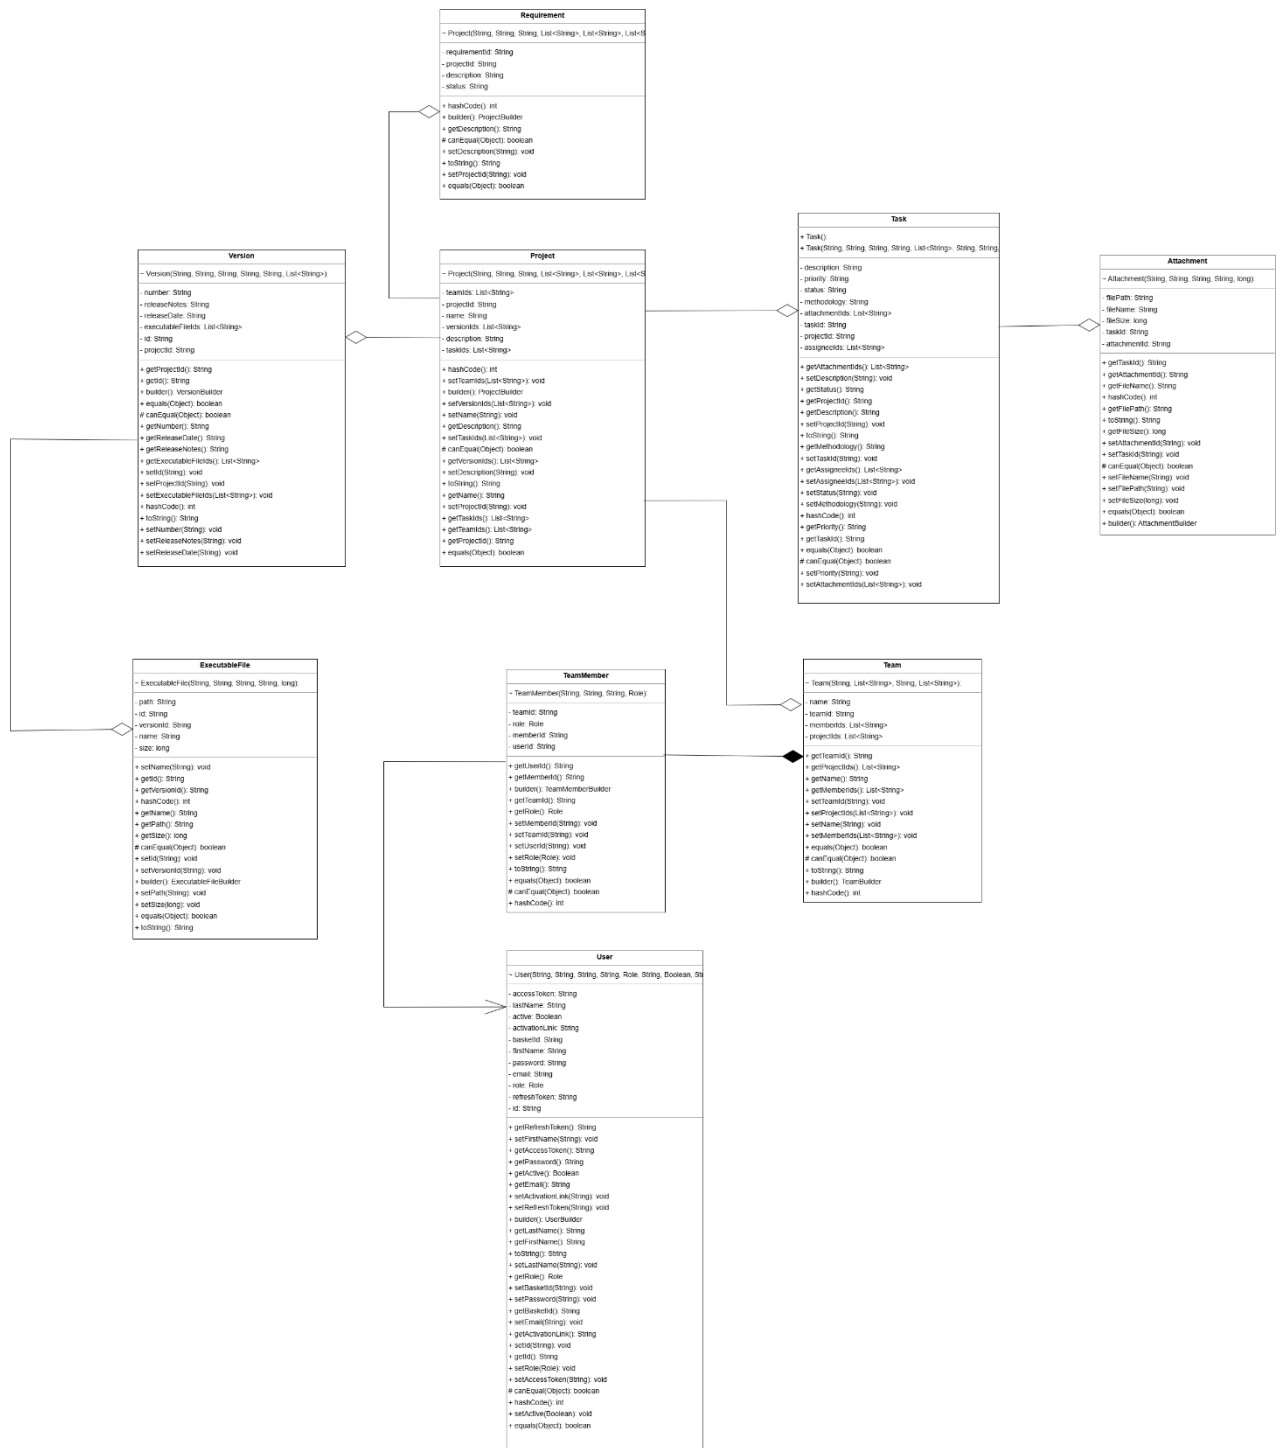 Requirement
~ Project(String, String, String, List<String>, List<String>, List<S
- requirementId: String
- projectId: String
- description: String
- status: String
+ hashCode(): int
+ builder(): ProjectBuilder
+ getDescription(): String
# canEqual(Object): boolean
+ setDescription(String): void
+ toString(): String
+ setProjectId(String): void
+ equals(Object): boolean
Version
~ Version(String, String, String, String, String, List<String>):
- number: String
- releaseNotes: String
- releaseDate: String
- executableFileIds: List<String>
- id: String
- projectId: String
+ getProjectId(): String
+ getId(): String
+ builder(): VersionBuilder
+ equals(Object): boolean
# canEqual(Object): boolean
+ getNumber(): String
+ getReleaseDate(): String
+ getReleaseNotes(): String
+ getExecutableFileIds(): List<String>
+ setId(String): void
+ setProjectId(String): void
+ setExecutableFileIds(List<String>): void
+ hashCode(): int
+ toString(): String
+ setNumber(String): void
+ setReleaseNotes(String): void
+ setReleaseDate(String): void
Project
~ Project(String, String, String, List<String>, List<String>, List<S
- teamIds: List<String>
- projectId: String
- name: String
- versionIds: List<String>
- description: String
- taskIds: List<String>
+ hashCode(): int
+ setTeamIds(List<String>): void
+ builder(): ProjectBuilder
+ setVersionIds(List<String>): void
+ setName(String): void
+ getDescription(): String
+ setTaskIds(List<String>): void
# canEqual(Object): boolean
+ getVersionIds(): List<String>
+ setDescription(String): void
+ toString(): String
+ getName(): String
+ setProjectId(String): void
+ getTaskIds(): List<String>
+ getTeamIds(): List<String>
+ getProjectId(): String
+ equals(Object): boolean
Task
+ Task()
+ Task(String, String, String, String, List<String>, String, String,
- description: String
- priority: String
- status: String
- methodology: String
- attachmentIds: List<String>
- taskId: String
- projectId: String
- assigneeIds: List<String>
+ getAttachmentIds(): List<String>
+ setDescription(String): void
+ getStatus(): String
+ getProjectId(): String
+ getDescription(): String
+ setProjectId(String): void
+ toString(): String
+ getMethodology(): String
+ setTaskId(String): void
+ getAssigneeIds(): List<String>
+ setAssigneeIds(List<String>): void
+ setStatus(String): void
+ setMethodology(String): void
+ hashCode(): int
+ getPriority(): String
+ getTaskId(): String
+ equals(Object): boolean
# canEqual(Object): boolean
+ setPriority(String): void
+ setAttachmentIds(List<String>): void
Attachment
~ Attachment(String, String, String, String, long):
- filePath: String
- fileName: String
- fileSize: long
- taskId: String
- attachmentId: String
+ getTaskId(): String
+ getAttachmentId(): String
+ getFileName(): String
+ hashCode(): int
+ getFilePath(): String
+ toString(): String
+ getFileSize(): long
+ setAttachmentId(String): void
+ setTaskId(String): void
# canEqual(Object): boolean
+ setFileName(String): void
+ setFilePath(String): void
+ setFileSize(long): void
+ equals(Object): boolean
+ builder(): AttachmentBuilder
ExecutableFile
~ ExecutableFile(String, String, String, String, long):
- path: String
- id: String
- versionId: String
- name: String
- size: long
+ setName(String): void
+ getId(): String
+ getVersionId(): String
+ hashCode(): int
+ getName(): String
+ getPath(): String
+ getSize(): long
# canEqual(Object): boolean
+ setId(String): void
+ setVersionId(String): void
+ builder(): ExecutableFileBuilder
+ setPath(String): void
+ setSize(long): void
+ equals(Object): boolean
+ toString(): String
TeamMember
~ TeamMember(String, String, String, Role):
- teamId: String
- role: Role
- memberId: String
- userId: String
+ getUserId(): String
+ getMemberId(): String
+ builder(): TeamMemberBuilder
+ getTeamId(): String
+ getRole(): Role
+ setMemberId(String): void
+ setTeamId(String): void
+ setUserId(String): void
+ setRole(Role): void
+ toString(): String
+ equals(Object): boolean
# canEqual(Object): boolean
+ hashCode(): int
Team
~ Team(String, List<String>, String, List<String>):
- name: String
- teamId: String
- memberIds: List<String>
- projectIds: List<String>
+ getTeamId(): String
+ getProjectIds(): List<String>
+ getName(): String
+ getMemberIds(): List<String>
+ setTeamId(String): void
+ setProjectIds(List<String>): void
+ setName(String): void
+ setMemberIds(List<String>): void
+ equals(Object): boolean
# canEqual(Object): boolean
+ toString(): String
+ builder(): TeamBuilder
+ hashCode(): int
User
~ User(String, String, String, String, Role, String, Boolean, Str
- accessToken: String
- lastName: String
- active: Boolean
- activationLink: String
- basketId: String
- firstName: String
- password: String
- email: String
- role: Role
- refreshToken: String
- id: String
+ getRefreshToken(): String
+ setFirstName(String): void
+ getAccessToken(): String
+ getPassword(): String
+ getActive(): Boolean
+ getEmail(): String
+ setActivationLink(String): void
+ setRefreshToken(String): void
+ builder(): UserBuilder
+ getLastName(): String
+ getFirstName(): String
+ toString(): String
+ setLastName(String): void
+ getRole(): Role
+ setBasketId(String): void
+ setPassword(String): void
+ getBasketId(): String
+ setEmail(String): void
+ getActivationLink(): String
+ setId(String): void
+ getId(): String
+ setRole(Role): void
+ setAccessToken(String): void
# canEqual(Object): boolean
+ hashCode(): int
+ setActive(Boolean): void
+ equals(Object): boolean